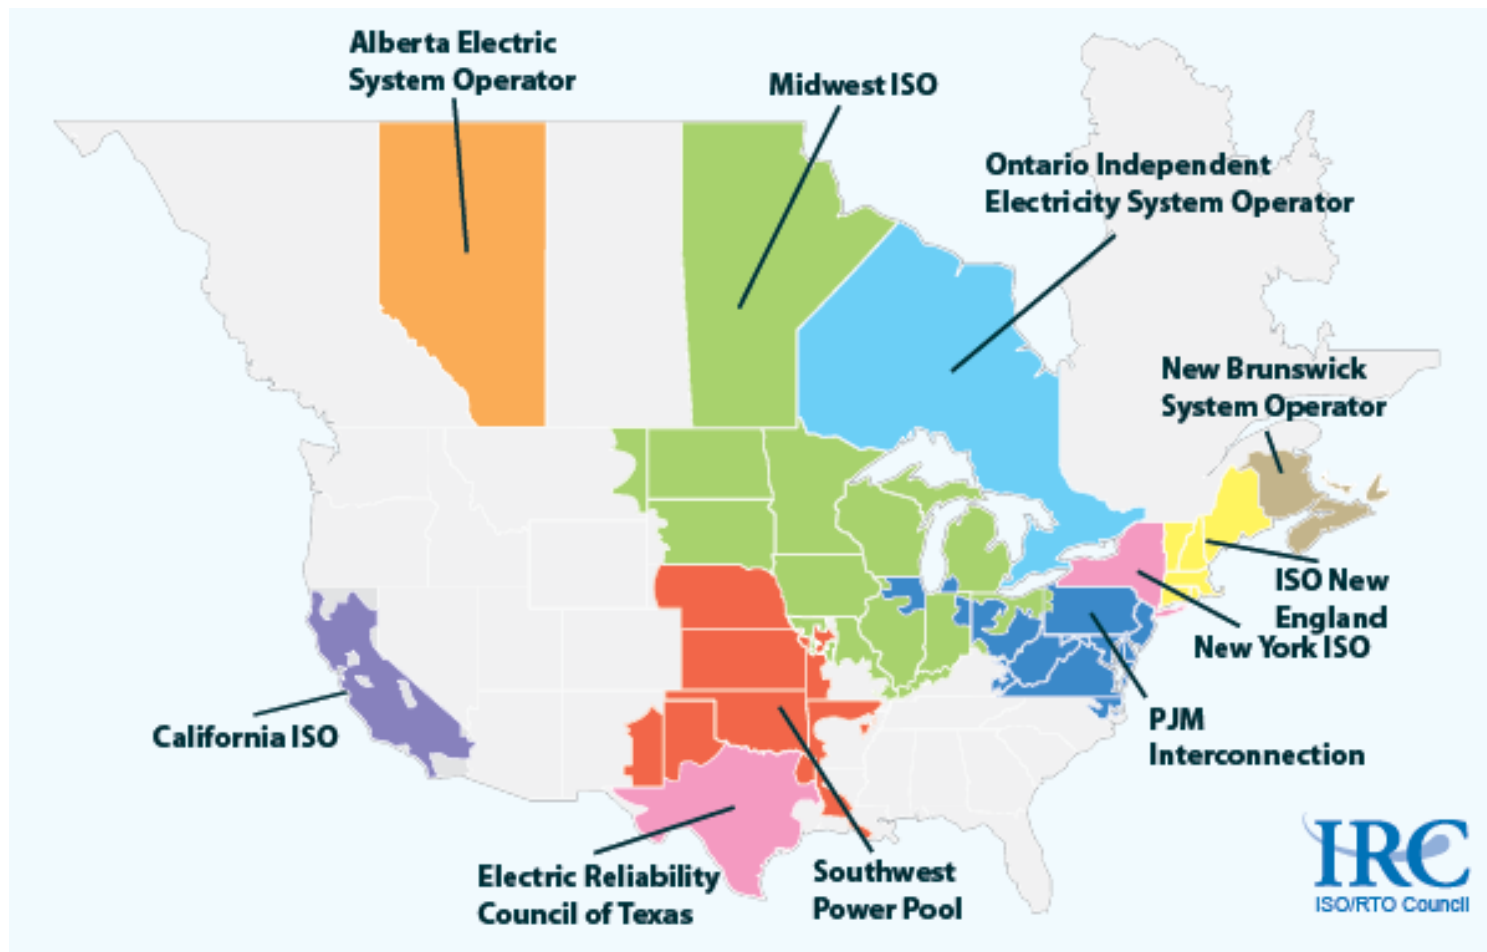 Alberta Electric
System Operator
Midwest ISO
Ontario Independent
Electricity System Operator
New Brunswick
System Operator
ISO New
England
New York ISO
PJM
Interconnection
California ISO
Electric Reliability
Council of Texas
Southwest
Power Pool
IRC
ISO/RTO Council